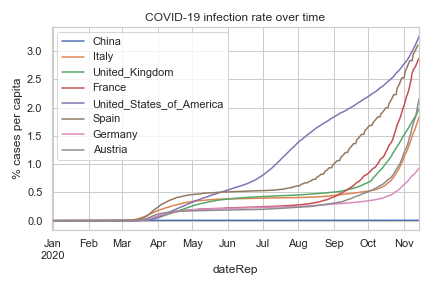 COVID-19 infection rate over time
% cases per capita
3.0
2.5
2.0
1.5
1.0
0.5
0.0
China
Italy
United_Kingdom
France
United_States_of_America
Spain
Germany
Austria
Jan Feb Mar Apr May Jun Jul Aug Sep Oct Nov
2020
dateRep